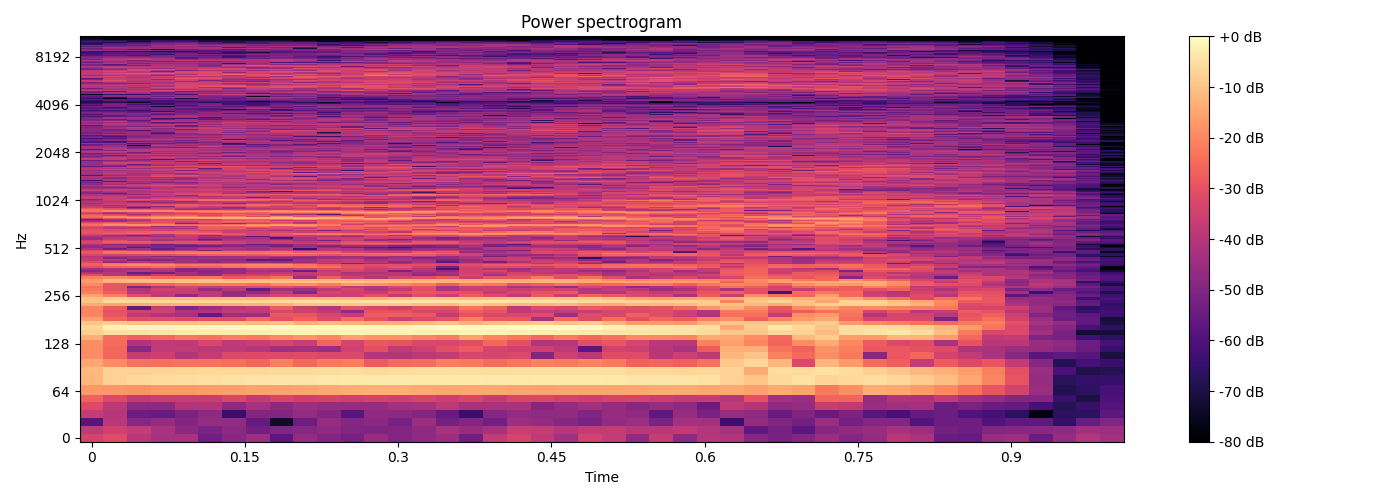 Power spectrogram
Hz
8192
4096
2048
1024
512
256
128
64
0
0 0.15 0.3 0.45 0.6 0.75 0.9
Time
+0 dB
-10 dB
-20 dB
-30 dB
-40 dB
-50 dB
-60 dB
-70 dB
-80 dB